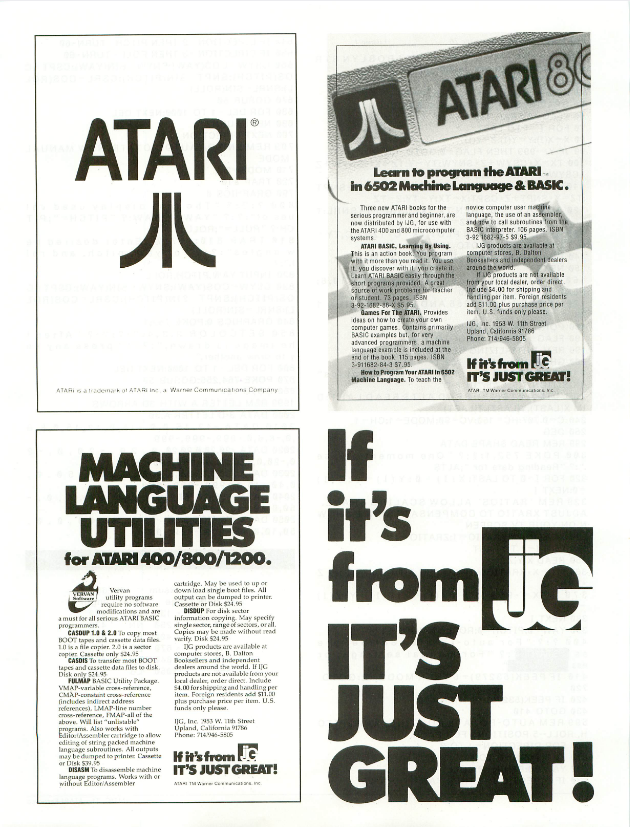 ATARI®
ATARI is a trademark of ATARI Inc. a Warner Communications Company
ATARI 80
Learn to program the ATARI™
in 6502 Machine Language & BASIC.
Three new ATARI books for the
serious programmer and beginner, are
now distributed by IJG, for use with
the ATARI 400 and 800 microcomputer
systems.
ATARI BASIC, Learning By Using.
This is an action book. You program
with it more than you read it. You use
it, you discover with it, you create it.
Learn ATARI BASIC easily through the
short programs provided. A great
source of work problems for teacher
or student. 73 pages. ISBN
3-92-1682-86-X $5.95.
Games For The ATARI, Provides
ideas on how to create your own
computer games. Contains primarily
BASIC examples but, for very
advanced programmers, a machine
language example is included at the
end of the book. 115 pages. ISBN
3-911682-84-3 $7.95.
How to Program Your ATARI In 6502
Machine Language. To teach the
novice computer user machine
language, the use of an assembler,
and how to call subroutines from the
BASIC interpreter. 106 pages. ISBN
3-92 1682-97-5 $9.95.
IJG products are available at
computer stores, B. Dalton
Booksellers and independent dealers
around the world.
If IJG products are not available
from your local dealer, order direct.
Include $4.00 for shipping and
handling per item. Foreign residents
add $11.00 plus purchase price per
item. U.S. funds only please.
IJG, Inc. 1953 W. 11th Street
Upland, California 91786
Phone: 714/946-5805
If it's from IJG
IT'S JUST GREAT!
ATARI TM Warner Communications, Inc.
MACHINE
LANGUAGE
UTILITIES
for ATARI 400/800/1200.
VERVAN
Software
Vervan
utility programs
require no software
modifications and are
a must for all serious ATARI BASIC
programmers.
CASDUP 1.0 & 2.0 To copy most
BOOT tapes and cassette data files.
1.0 is a file copier. 2.0 is a sector
copier. Cassette only $24.95
CASDIS To transfer most BOOT
tapes and cassette data files to disk.
Disk only $24.95
FULMAP BASIC Utility Package.
VMAP-variable cross-reference,
CMAP-constant cross-reference
(includes indirect address
references), LMAP-line number
cross-reference, FMAP-all of the
above. Will list "unlistable"
programs. Also works with
Editor/Assembler cartridge to allow
editing of string packed machine
language subroutines. All outputs
may be dumped to printer. Cassette
or Disk $39.95
DISASM To disassemble machine
language programs. Works with or
without Editor/Assembler
cartridge. May be used to up or
down load single boot files. All
output can be dumped to printer.
Cassette or Disk $24.95
DISDUP For disk sector
information copying. May specify
single sector, range of sectors, or all.
Copies may be made without read
varify. Disk $24.95
IJG products are available at
computer stores, B. Dalton
Booksellers and independent
dealers around the world. If IJG
products are not available from your
local dealer, order direct. Include
$4.00 for shipping and handling per
item. Foreign residents add $11.00
plus purchase price per item. U.S.
funds only please.
IJG, Inc. 1953 W. 11th Street
Upland, California 91786
Phone: 714/946-5805
If it's from IJG
IT'S JUST GREAT!
ATARI TM Warner Communications, Inc.
If
it's
from IJG
IT'S
JUST
GREAT!